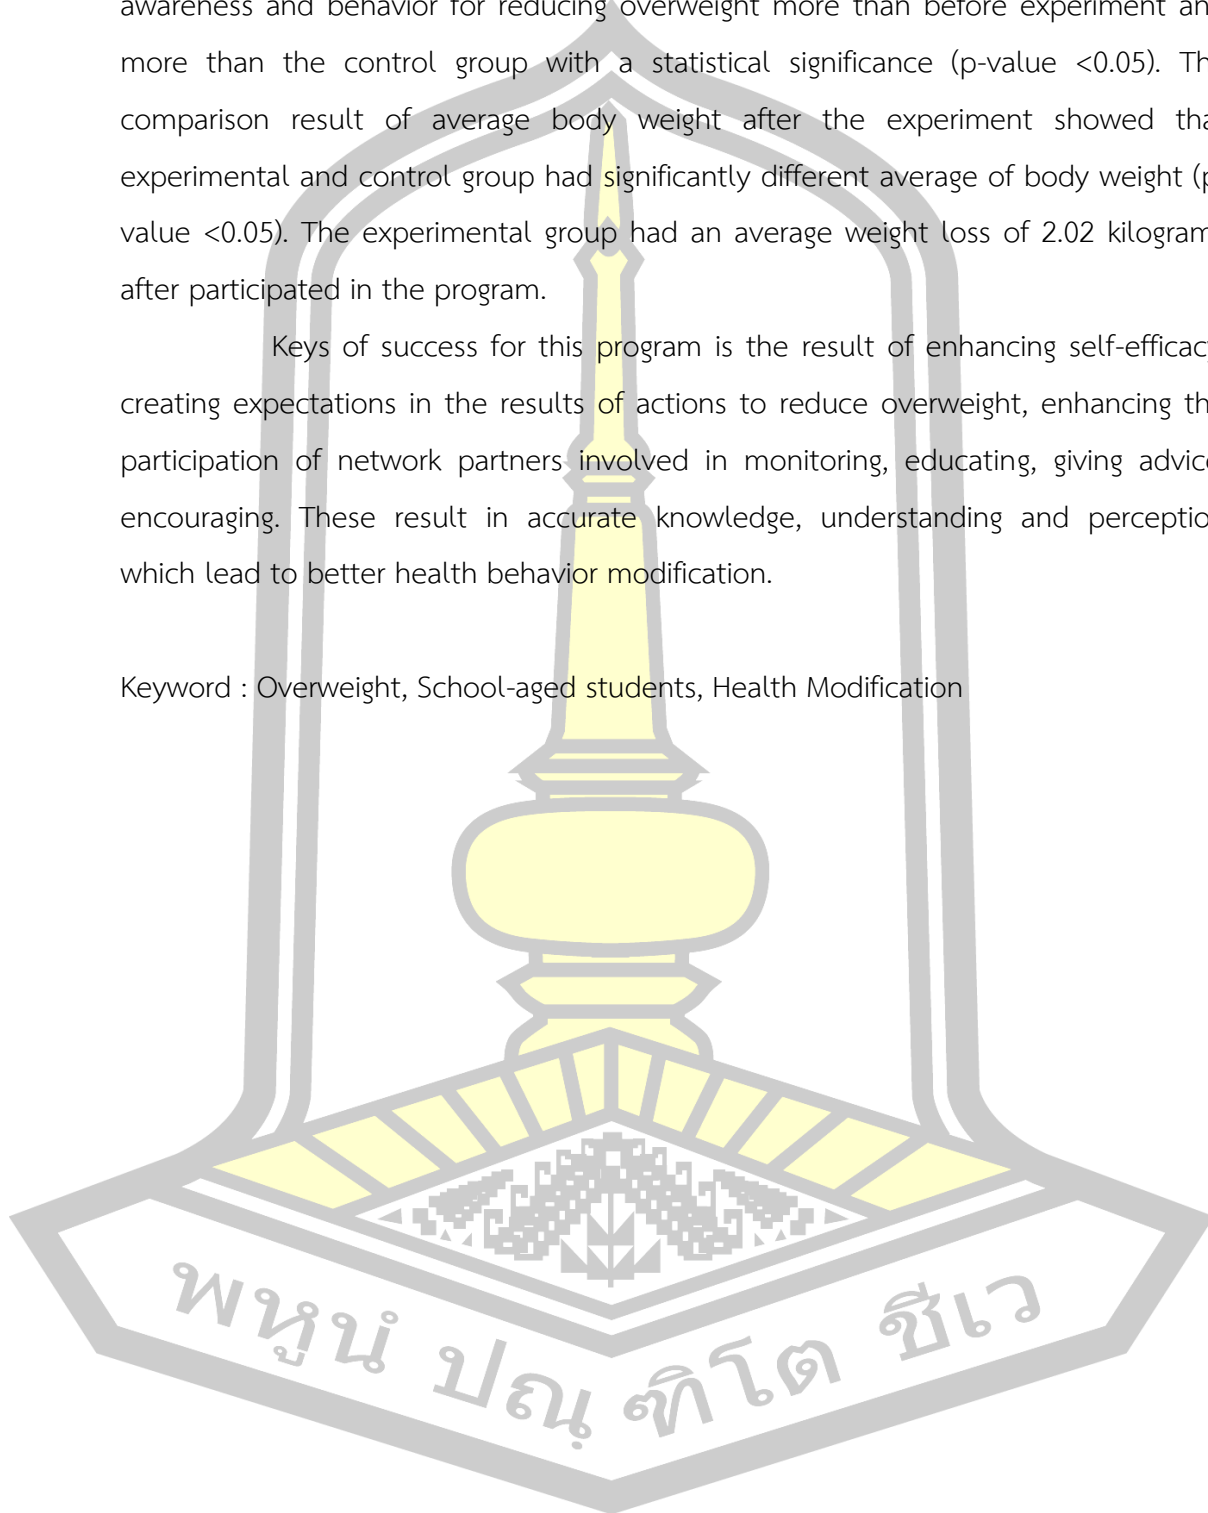 awareness and behavior for reducing overweight more than before experiment an
more than the control group with a statistical significance (p-value <0.05). Th
comparison result of average body weight after the experiment showed tha
experimental and control group had significantly different average of body weight (p
value <0.05). The experimental group had an average weight loss of 2.02 kilogram
after participated in the program.
Keys of success for this program is the result of enhancing self-efficacy
creating expectations in the results of actions to reduce overweight, enhancing th
participation of network partners involved in monitoring, educating, giving advice
encouraging. These result in accurate knowledge, understanding and perceptio
which lead to better health behavior modification.
Keyword : Overweight, School-aged students, Health Modification
พหูนํ ปณฺฑิโต ชีเว